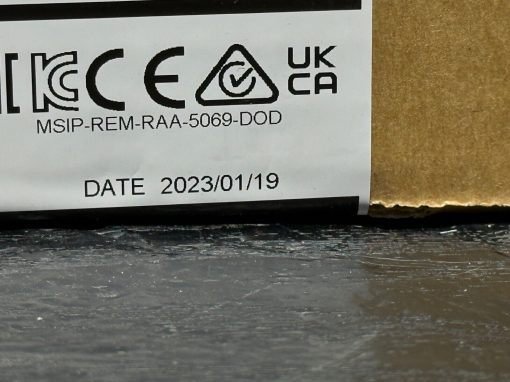 UK
CA
MSIP-REM-RAA-5069-DOD
DATE 2023/01/19